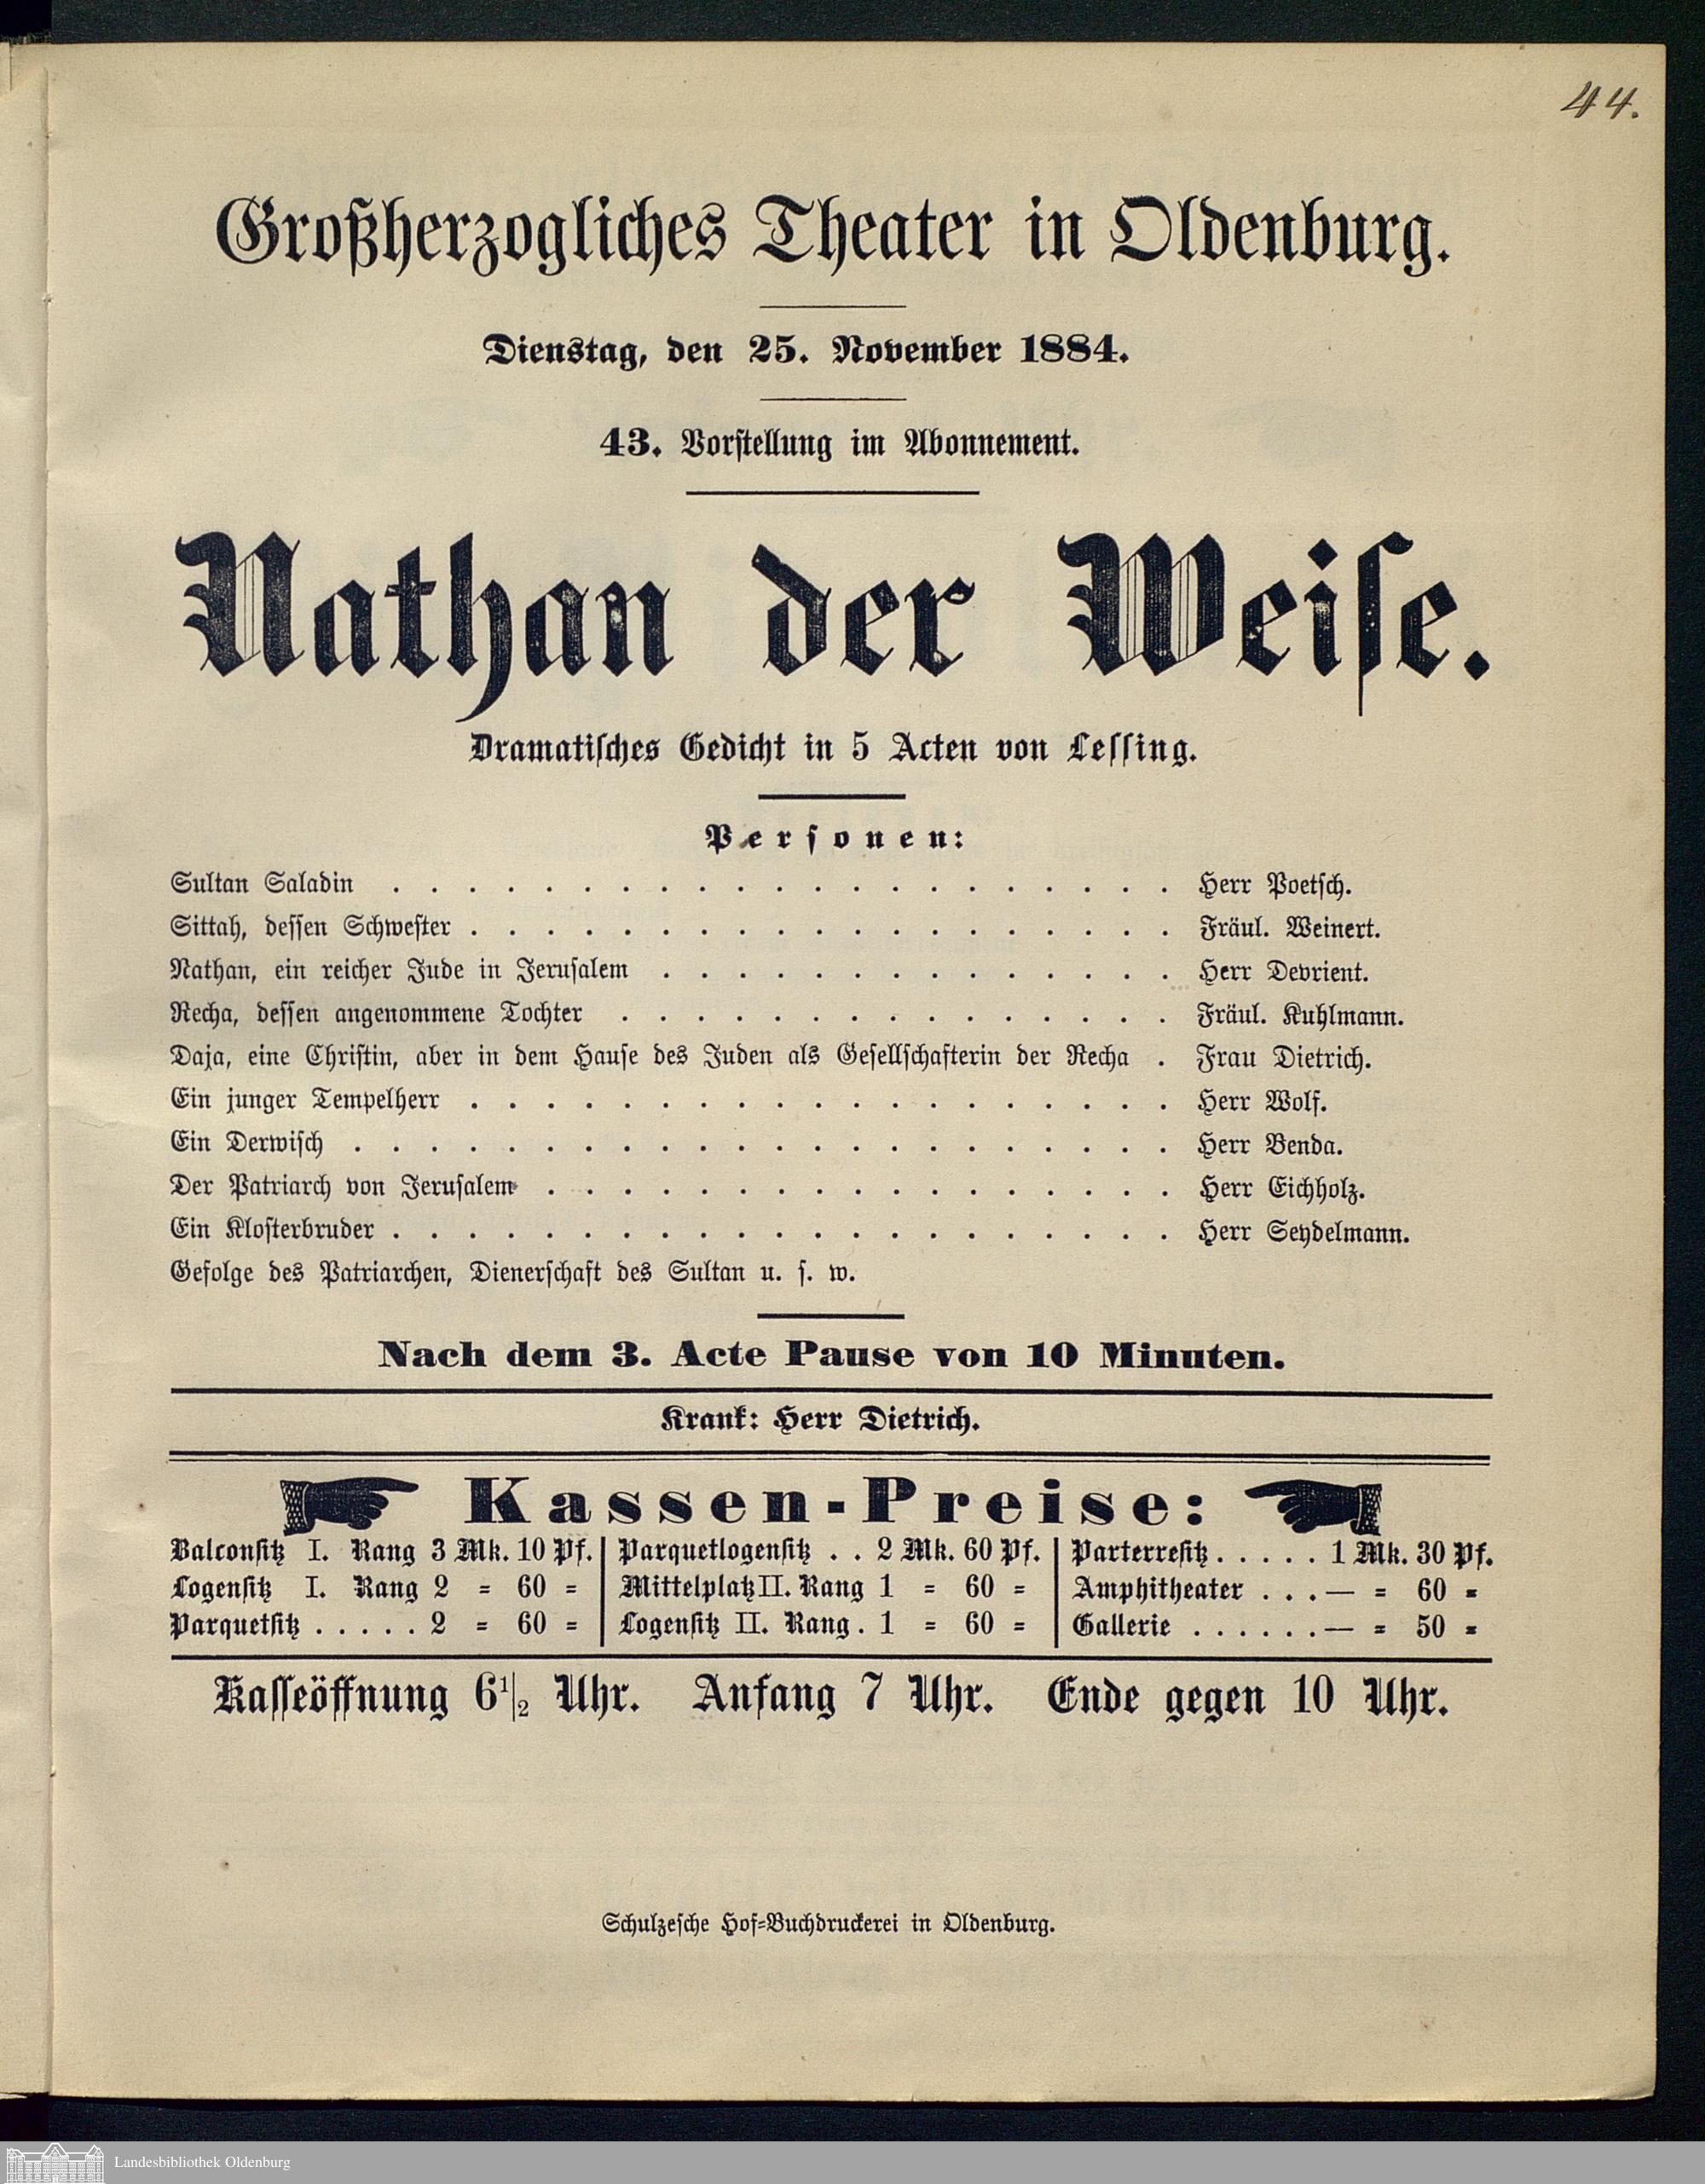 44.
Großherzogliches Theater in Oldenburg.
Dienstag, den 25. November 1884.
43. Vorstellung im Abonnement.
Nathan der Weise.
Dramatisches Gedicht in 5 Acten von Lessing.
Personen:
Sultan Saladin . . . . . . . . . . . . . . . . . . . . . Herr Poetsch.
Sittah, dessen Schwester . . . . . . . . . . . . . . . . . . . Fräul. Weinert.
Nathan, ein reicher Jude in Jerusalem . . . . . . . . . . . . . . Herr Devrient.
Recha, dessen angenommene Tochter . . . . . . . . . . . . . . . Fräul. Kuhlmann.
Daja, eine Christin, aber in dem Hause des Juden als Gesellschafterin der Recha . Frau Dietrich.
Ein junger Tempelherr . . . . . . . . . . . . . . . . . . . Herr Wolf.
Ein Derwisch . . . . . . . . . . . . . . . . . . . . . . Herr Benda.
Der Patriarch von Jerusalem . . . . . . . . . . . . . . . . . Herr Eichholz.
Ein Klosterbruder . . . . . . . . . . . . . . . . . . . . . Herr Seydelmann.
Gefolge des Patriarchen, Dienerschaft des Sultan u. s. w.
Nach dem 3. Acte Pause von 10 Minuten.
Krank: Herr Dietrich.
Kassen-Preise:
Balconsitz I. Rang 3 Mk. 10 Pf. | Parquetlogensitz . . 2 Mk. 60 Pf. | Parterresitz . . . . . 1 Mk. 30 Pf.
Logensitz I. Rang 2 = 60 = | Mittelplatz II. Rang 1 = 60 = | Amphitheater . . . — = 60 =
Parquetsitz . . . . . 2 = 60 = | Logensitz II. Rang . 1 = 60 = | Gallerie . . . . . . — = 50 =
Kasseöffnung 6 1/2 Uhr. Anfang 7 Uhr. Ende gegen 10 Uhr.
Schulzesche Hof=Buchdruckerei in Oldenburg.
Landesbibliothek Oldenburg